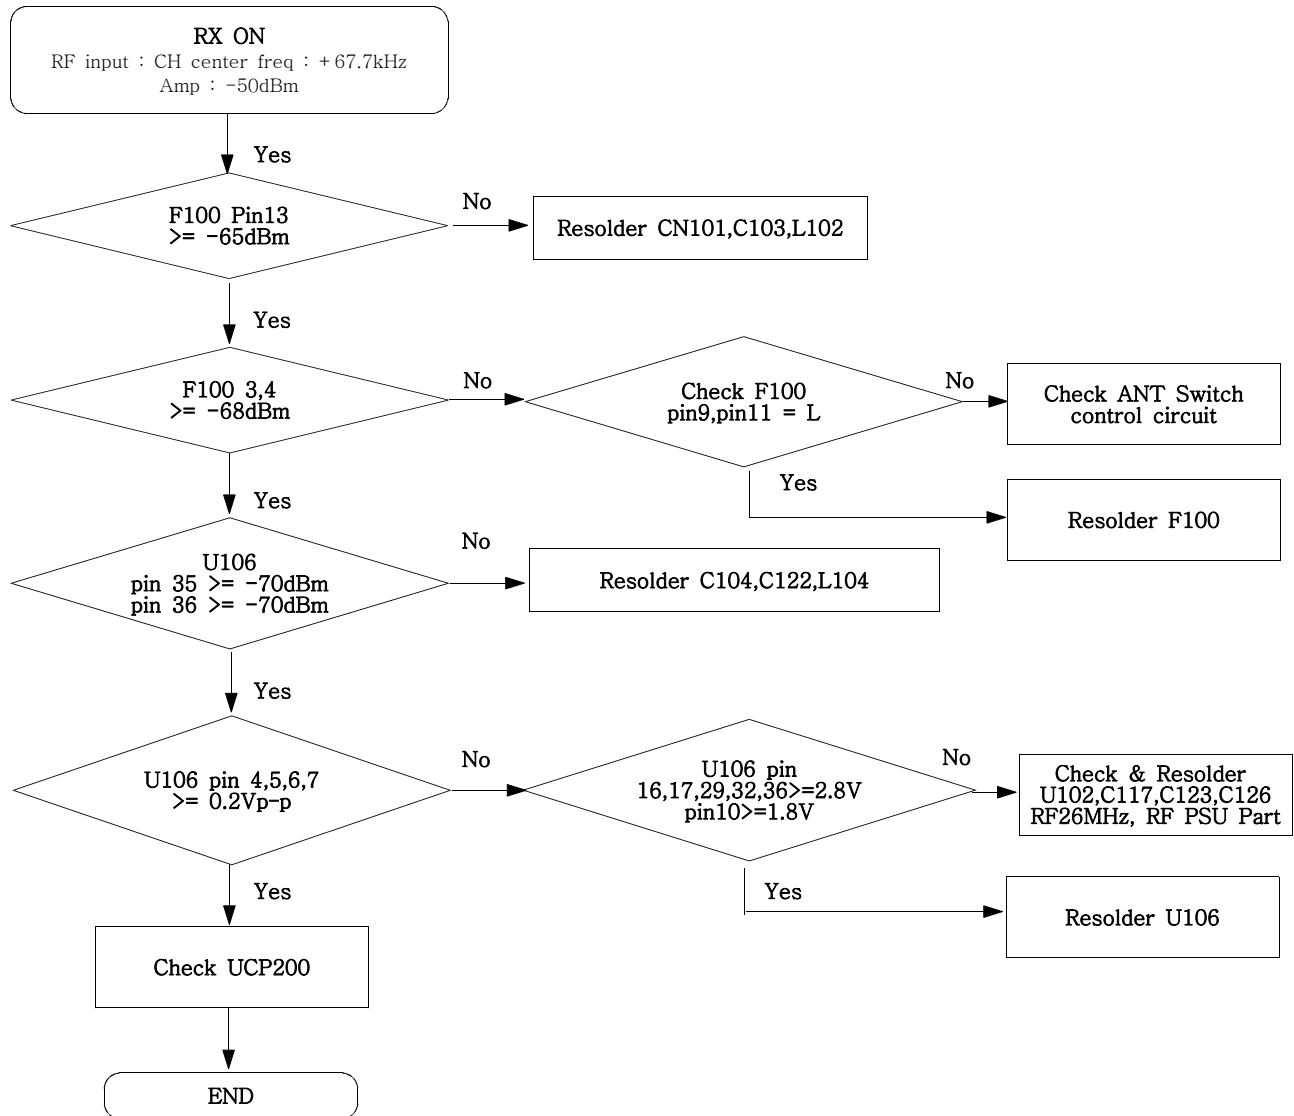 RX ON
RF input : CH center freq : +67.7kHz
Amp : -50dBm
Yes
F100 Pin13
>= -65dBm
No
Resolder CN101,C103,L102
Yes
F100 3,4
>= -68dBm
No
Check F100
pin9,pin11 = L
No
Check ANT Switch
control circuit
Yes
Resolder F100
Yes
U106
pin 35 >= -70dBm
pin 36 >= -70dBm
No
Resolder C104,C122,L104
Yes
U106 pin 4,5,6,7
>= 0.2Vp-p
No
U106 pin
16,17,29,32,36>=2.8V
pin10>=1.8V
No
Check & Resolder
U102,C117,C123,C126
RF26MHz, RF PSU Part
Yes
Resolder U106
Yes
Check UCP200
END